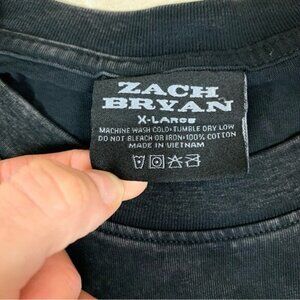 ZACH
BRYAN
X-LARGE
MACHINE WASH COLD•TUMBLE DRY LOW
DO NOT BLEACH OR IRON•100% COTTON
MADE IN VIETNAM